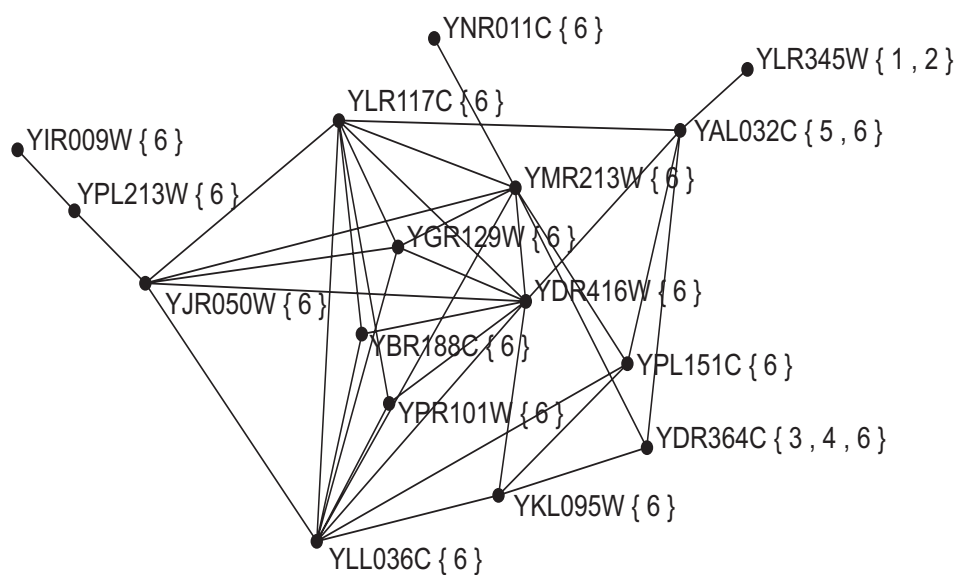 YNR011C { 6 }
YLR345W { 1 , 2 }
YLR117C { 6 }
YAL032C { 5 , 6 }
YIR009W { 6 }
YMR213W { 6 }
YPL213W { 6 }
YGR129W { 6 }
YDR416W { 6 }
YJR050W { 6 }
YBR188C { 6 }
YPL151C { 6 }
YPR101W { 6 }
YDR364C { 3 , 4 , 6 }
YKL095W { 6 }
YLL036C { 6 }